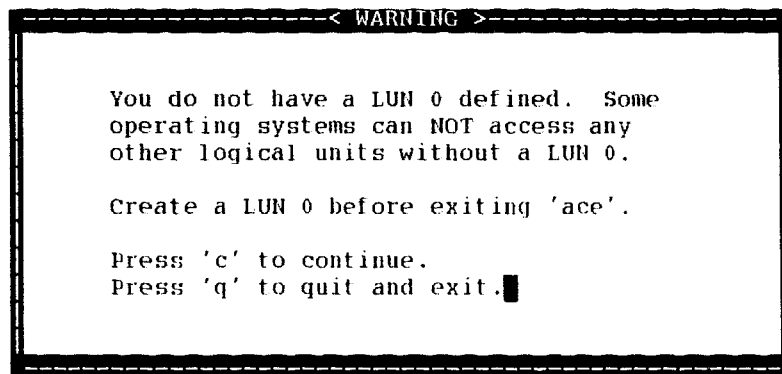 < WARNING >
You do not have a LUN 0 defined.  Some
operating systems can NOT access any
other logical units without a LUN 0.
Create a LUN 0 before exiting 'ace'.
Press 'c' to continue.
Press 'q' to quit and exit.